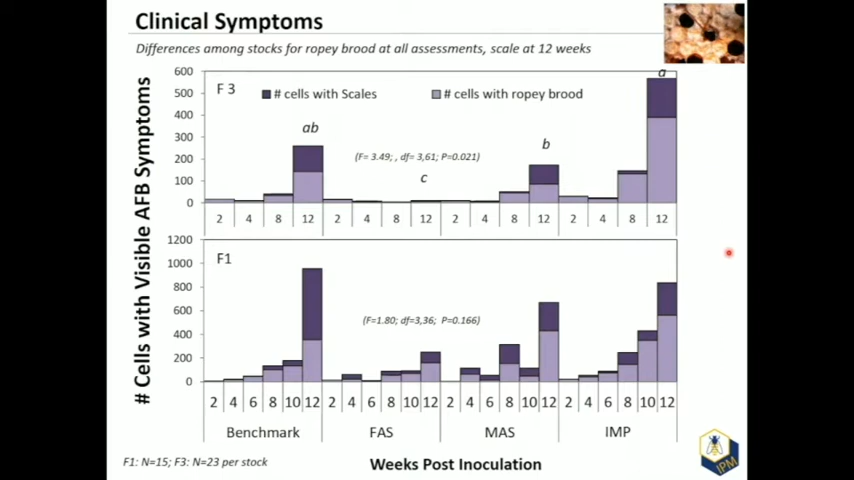 Clinical Symptoms
Differences among stocks for ropey brood at all assessments, scale at 12 weeks
# Cells with Visible AFB Symptoms
600
500
400
300
200
100
0
F 3
# cells with Scales
# cells with ropey brood
ab
(F= 3.49; , df= 3,61; P=0.021)
c
b
a
2 4 8 12 2 4 8 12 2 4 8 12 2 4 8 12
1200
1000
800
600
400
200
0
F1
(F=1.80; df=3,36; P=0.166)
2 4 6 8 10 12 2 4 6 8 10 12 2 4 6 8 10 12 2 4 6 8 10 12
Benchmark FAS MAS IMP
F1: N=15; F3: N=23 per stock
Weeks Post Inoculation
IPM